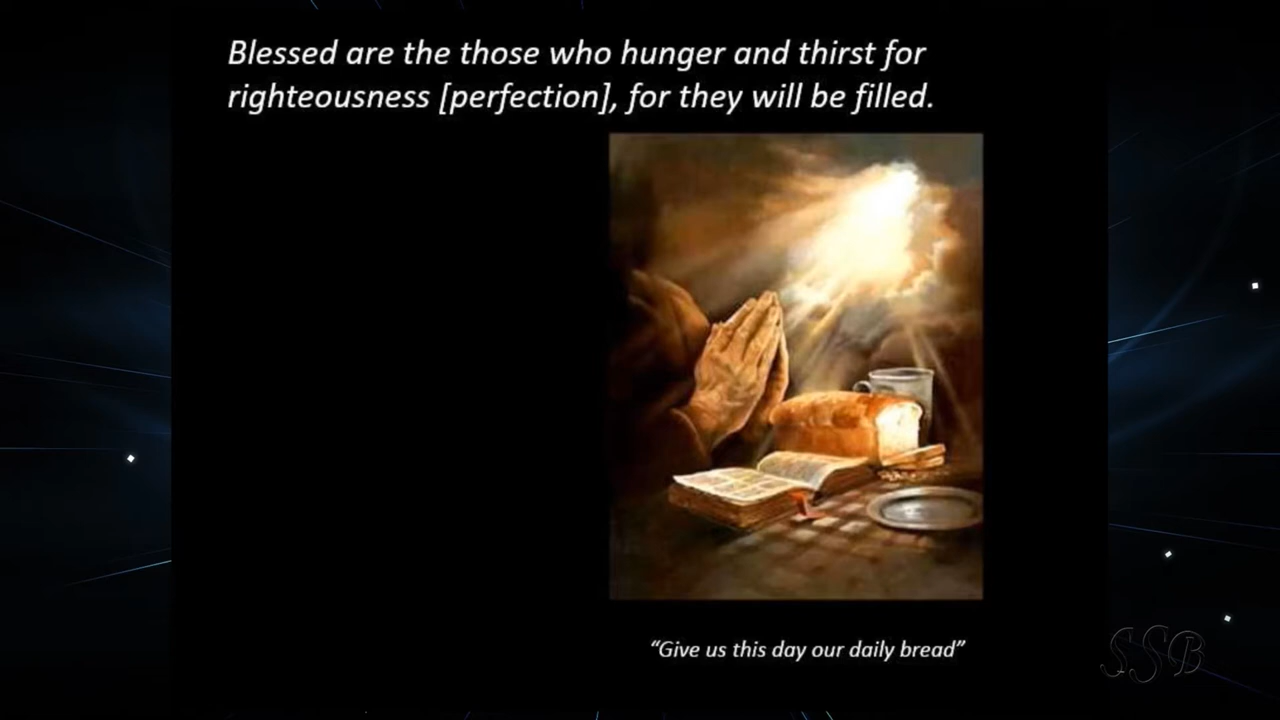 Blessed are the those who hunger and thirst for
righteousness [perfection], for they will be filled.
“Give us this day our daily bread”
SSB